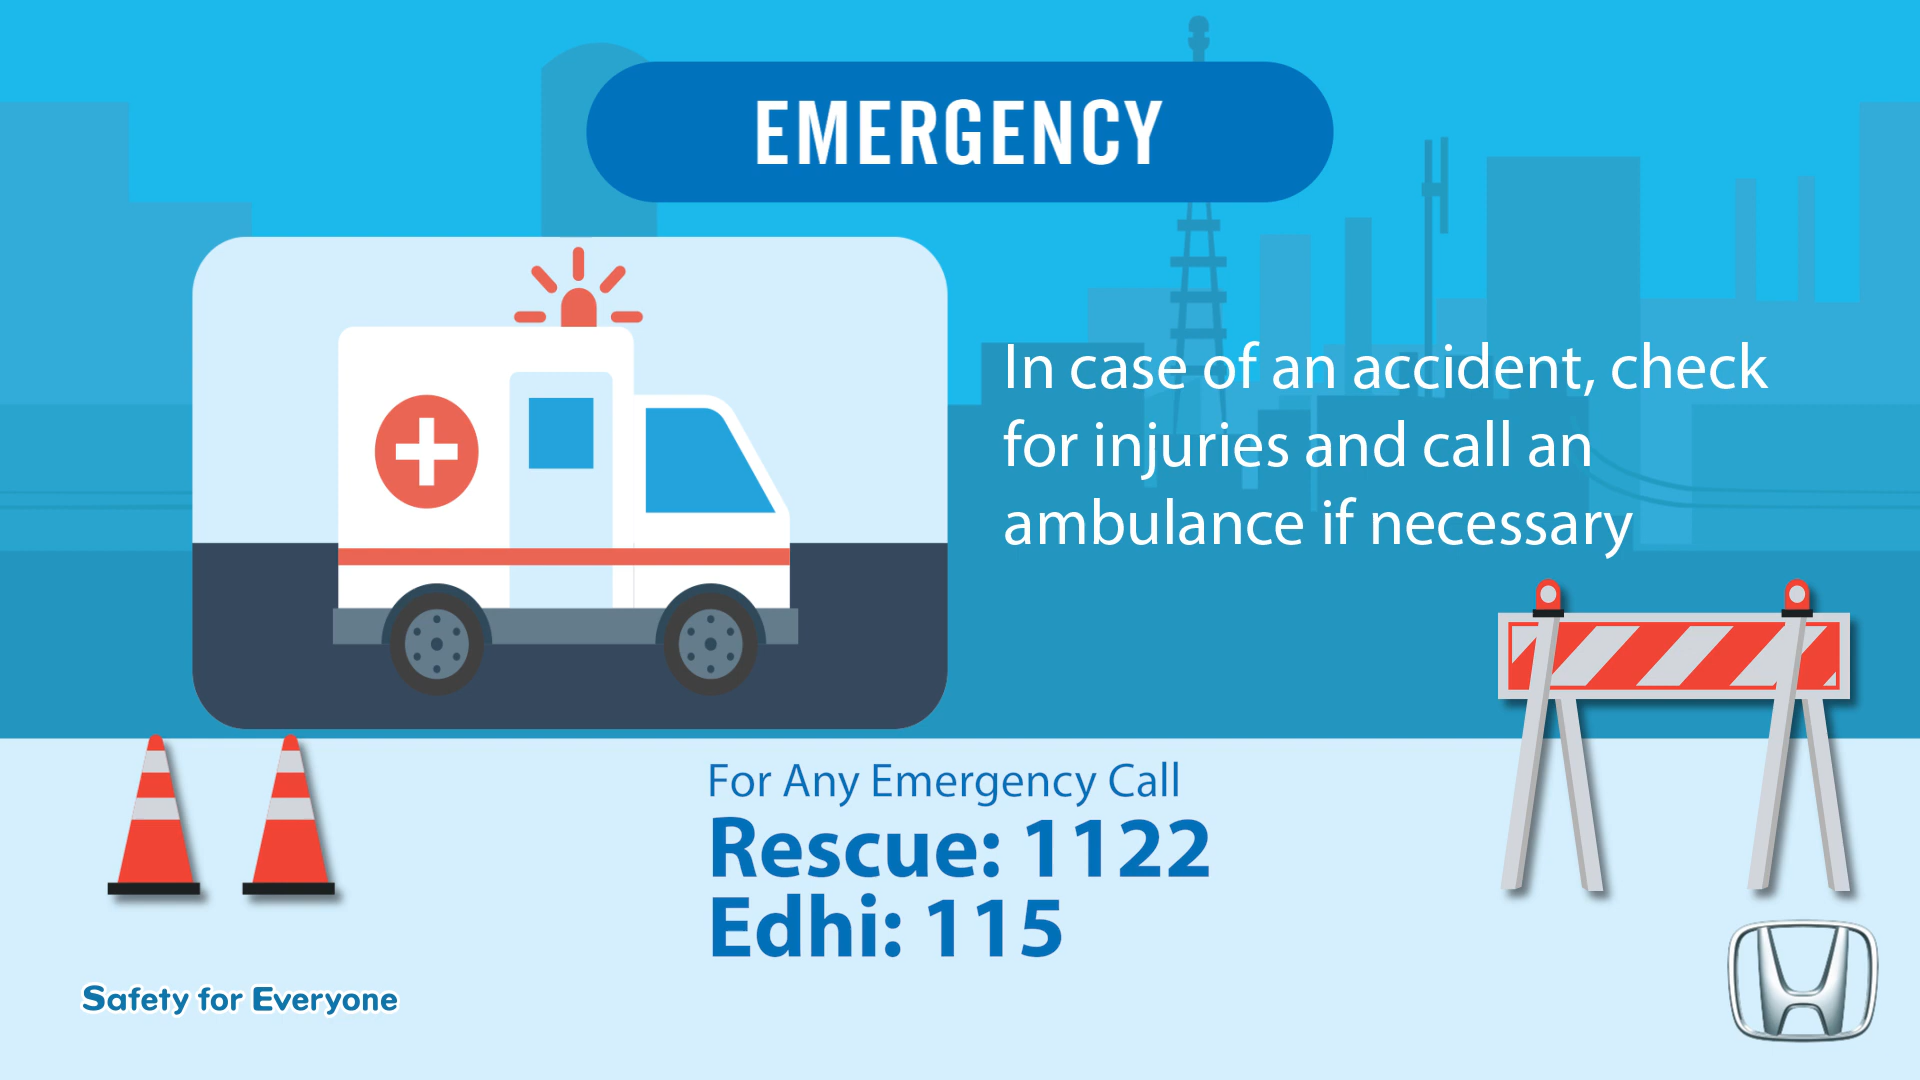 EMERGENCY
In case of an accident, check
for injuries and call an
ambulance if necessary
For Any Emergency Call
Rescue: 1122
Edhi: 115
Safety for Everyone